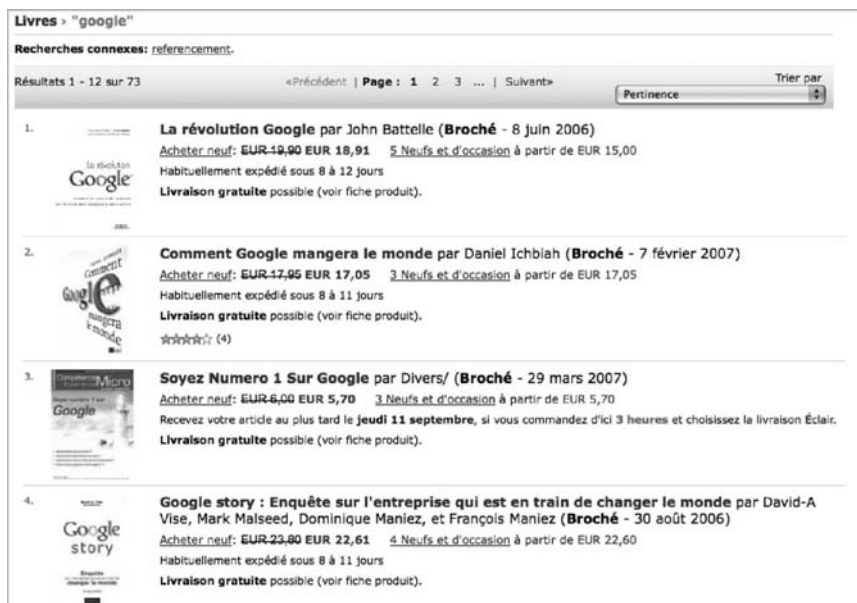 Livres › "google"
Recherches connexes: referencement.
Résultats 1 - 12 sur 73 «Précédent | Page : 1 2 3 ... | Suivant» Trier par
Pertinence
1. La révolution Google par John Battelle (Broché - 8 juin 2006)
Acheter neuf: EUR 19,90 EUR 18,91 5 Neufs et d'occasion à partir de EUR 15,00
Habituellement expédié sous 8 à 12 jours
Livraison gratuite possible (voir fiche produit).
la révolution
Google
2. Comment Google mangera le monde par Daniel Ichbiah (Broché - 7 février 2007)
Acheter neuf: EUR 17,95 EUR 17,05 3 Neufs et d'occasion à partir de EUR 17,05
Habituellement expédié sous 8 à 11 jours
Livraison gratuite possible (voir fiche produit).
(4)
Comment
Google
mangera
le monde
3. Soyez Numero 1 Sur Google par Divers/ (Broché - 29 mars 2007)
Acheter neuf: EUR 6,00 EUR 5,70 3 Neufs et d'occasion à partir de EUR 5,70
Recevez votre article au plus tard le jeudi 11 septembre, si vous commandez d'ici 3 heures et choisissez la livraison Éclair.
Livraison gratuite possible (voir fiche produit).
Micro
Google
4. Google story : Enquête sur l'entreprise qui est en train de changer le monde par David-A
Vise, Mark Malseed, Dominique Maniez, et François Maniez (Broché - 30 août 2006)
Acheter neuf: EUR 23,80 EUR 22,61 4 Neufs et d'occasion à partir de EUR 22,60
Habituellement expédié sous 8 à 11 jours
Livraison gratuite possible (voir fiche produit).
Google
story
Enquête
changer le monde